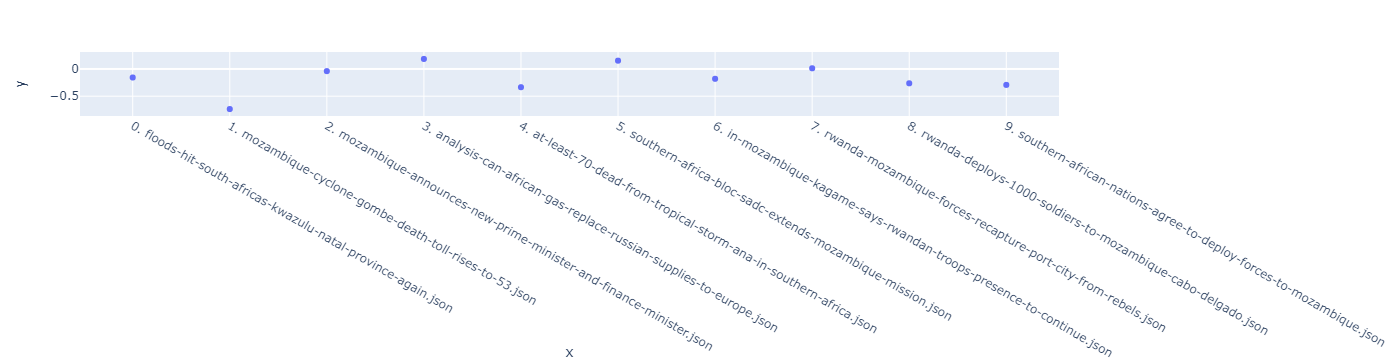 y
0
−0.5
0. floods-hit-south-africas-kwazulu-natal-province-again.json
1. mozambique-cyclone-gombe-death-toll-rises-to-53.json
2. mozambique-announces-new-prime-minister-and-finance-minister.json
3. analysis-can-african-gas-replace-russian-supplies-to-europe.json
4. at-least-70-dead-from-tropical-storm-ana-in-southern-africa.json
5. southern-africa-bloc-sadc-extends-mozambique-mission.json
6. in-mozambique-kagame-says-rwandan-troops-presence-to-continue.json
7. rwanda-mozambique-forces-recapture-port-city-from-rebels.json
8. rwanda-deploys-1000-soldiers-to-mozambique-cabo-delgado.json
9. southern-african-nations-agree-to-deploy-forces-to-mozambique.json
x